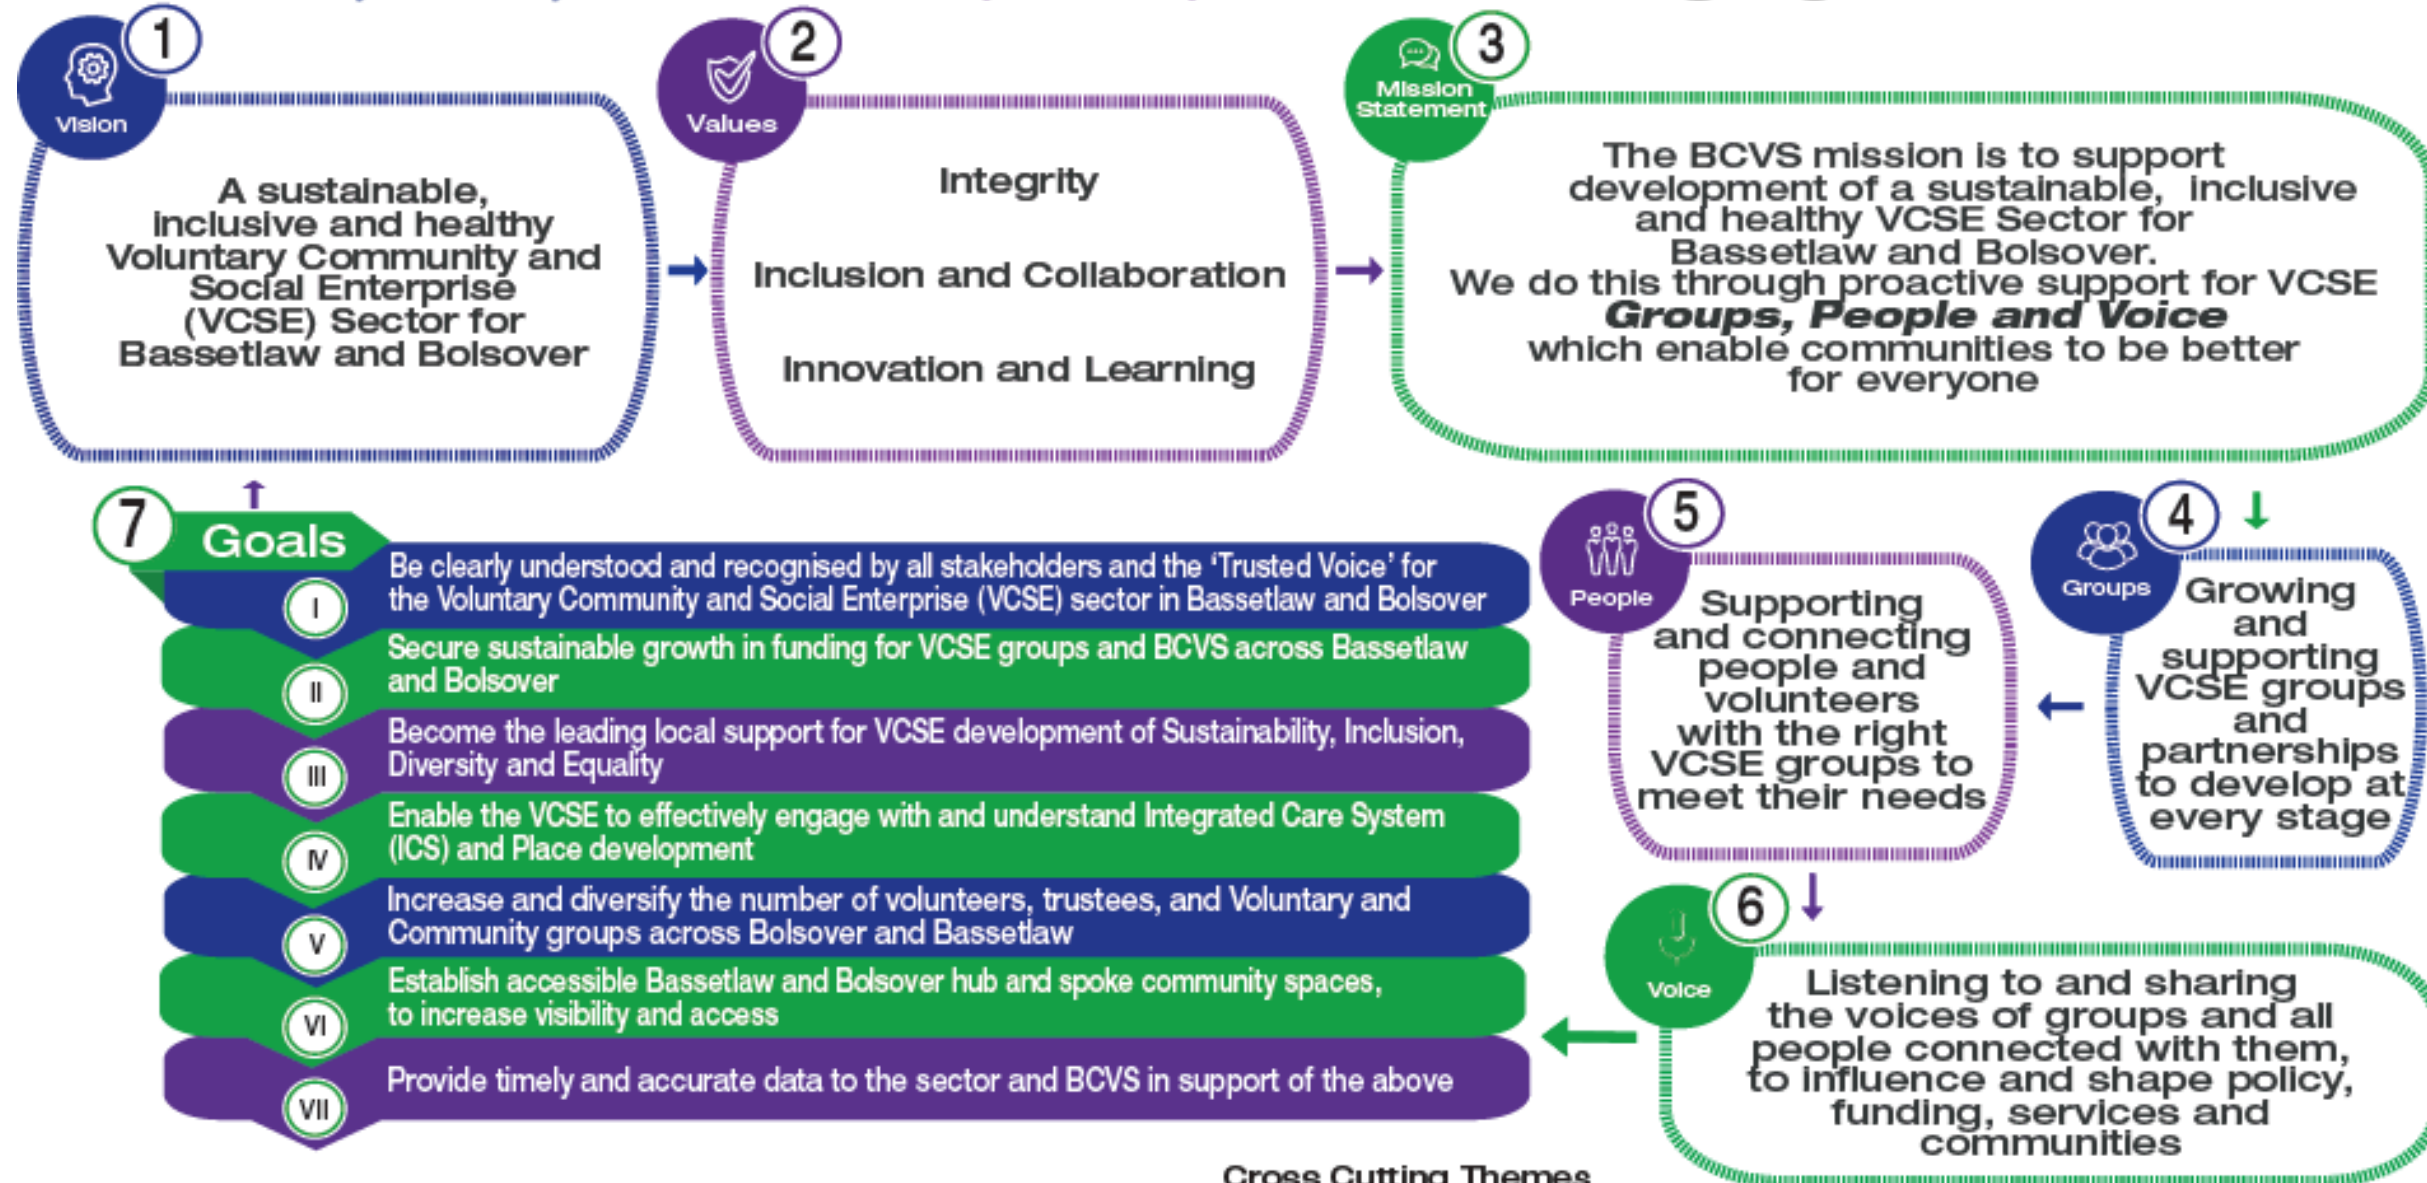 1
Vision
A sustainable,
inclusive and healthy
Voluntary Community and
Social Enterprise
(VCSE) Sector for
Bassetlaw and Bolsover
2
Values
Integrity
Inclusion and Collaboration
Innovation and Learning
3
Mission
Statement
The BCVS mission is to support
development of a sustainable, inclusive
and healthy VCSE Sector for
Bassetlaw and Bolsover.
We do this through proactive support for VCSE
Groups, People and Voice
which enable communities to be better
for everyone
4
Groups
Growing
and
supporting
VCSE groups
and
partnerships
to develop at
every stage
5
People
Supporting
and connecting
people and
volunteers
with the right
VCSE groups to
meet their needs
6
Voice
Listening to and sharing
the voices of groups and all
people connected with them,
to influence and shape policy,
funding, services and
communities
7
Goals
I
Be clearly understood and recognised by all stakeholders and the ‘Trusted Voice’ for
the Voluntary Community and Social Enterprise (VCSE) sector in Bassetlaw and Bolsover
II
Secure sustainable growth in funding for VCSE groups and BCVS across Bassetlaw
and Bolsover
III
Become the leading local support for VCSE development of Sustainability, Inclusion,
Diversity and Equality
IV
Enable the VCSE to effectively engage with and understand Integrated Care System
(ICS) and Place development
V
Increase and diversify the number of volunteers, trustees, and Voluntary and
Community groups across Bolsover and Bassetlaw
VI
Establish accessible Bassetlaw and Bolsover hub and spoke community spaces,
to increase visibility and access
VII
Provide timely and accurate data to the sector and BCVS in support of the above
Cross Cutting Themes